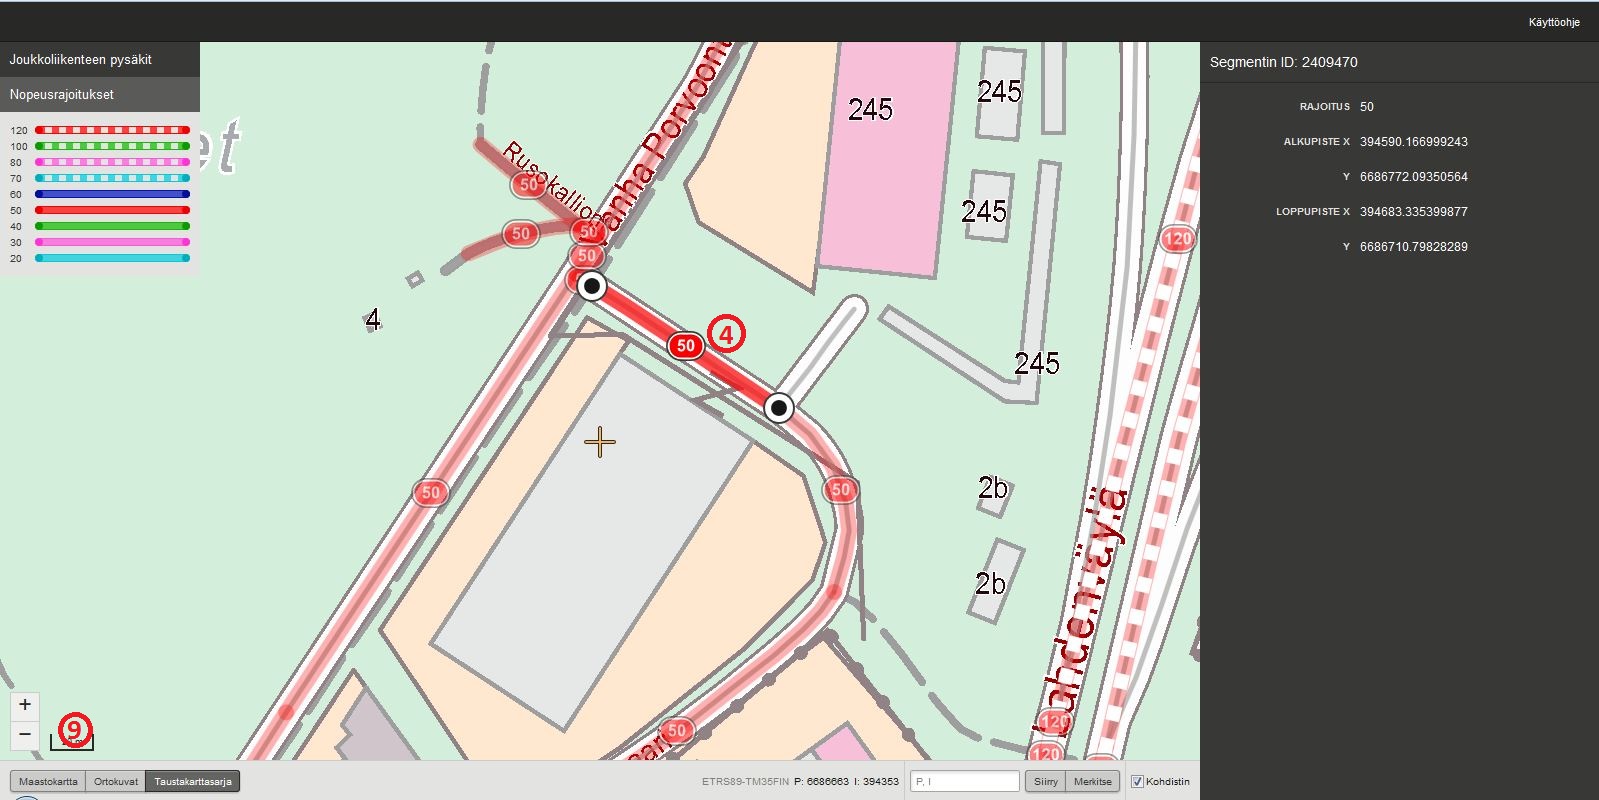 Käyttöohje
Joukkoliikenteen pysäkit
Nopeusrajoitukset
120
100
80
70
60
50
40
30
20
Segmentin ID: 2409470
RAJOITUS 50
ALKUPISTE X 394590.166999243
Y 6686772.09350564
LOPPUPISTE X 394683.335399877
Y 6686710.79828289
245
245
245
245
50
50
50
50
120
4
50
4
50
50
2b
2b
Lahdenväylä
120
120
50
+
−
9
Maastokartta Ortokuvat Taustakarttasarja
ETRS89-TM35FIN P: 6686663 I: 394353
P, I
Siirry Merkitse
Kohdistin